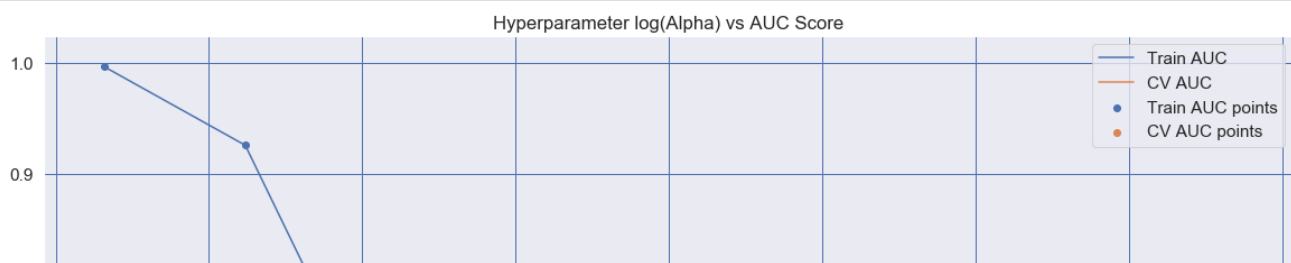 Hyperparameter log(Alpha) vs AUC Score
1.0
Train AUC
CV AUC
Train AUC points
CV AUC points
0.9